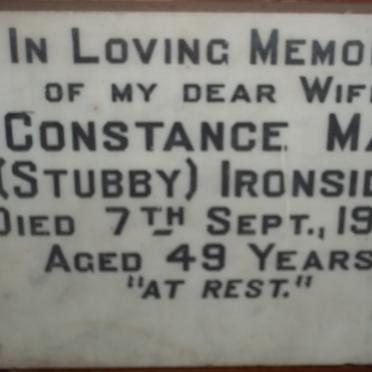 IN LOVING MEMO
OF MY DEAR WIF
CONSTANCE MA
(STUBBY) IRONSI
DIED 7TH SEPT., 19
AGED 49 YEARS
"AT REST."